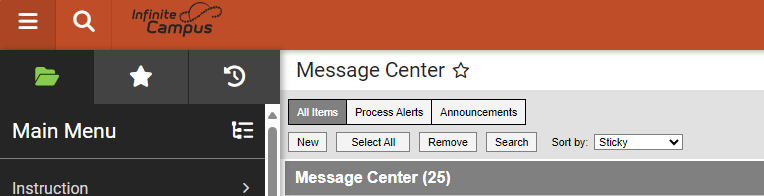 Infinite
Campus
Message Center
All Items Process Alerts Announcements
Main Menu
New Select All Remove Search Sort by: Sticky
Message Center (25)
Instruction